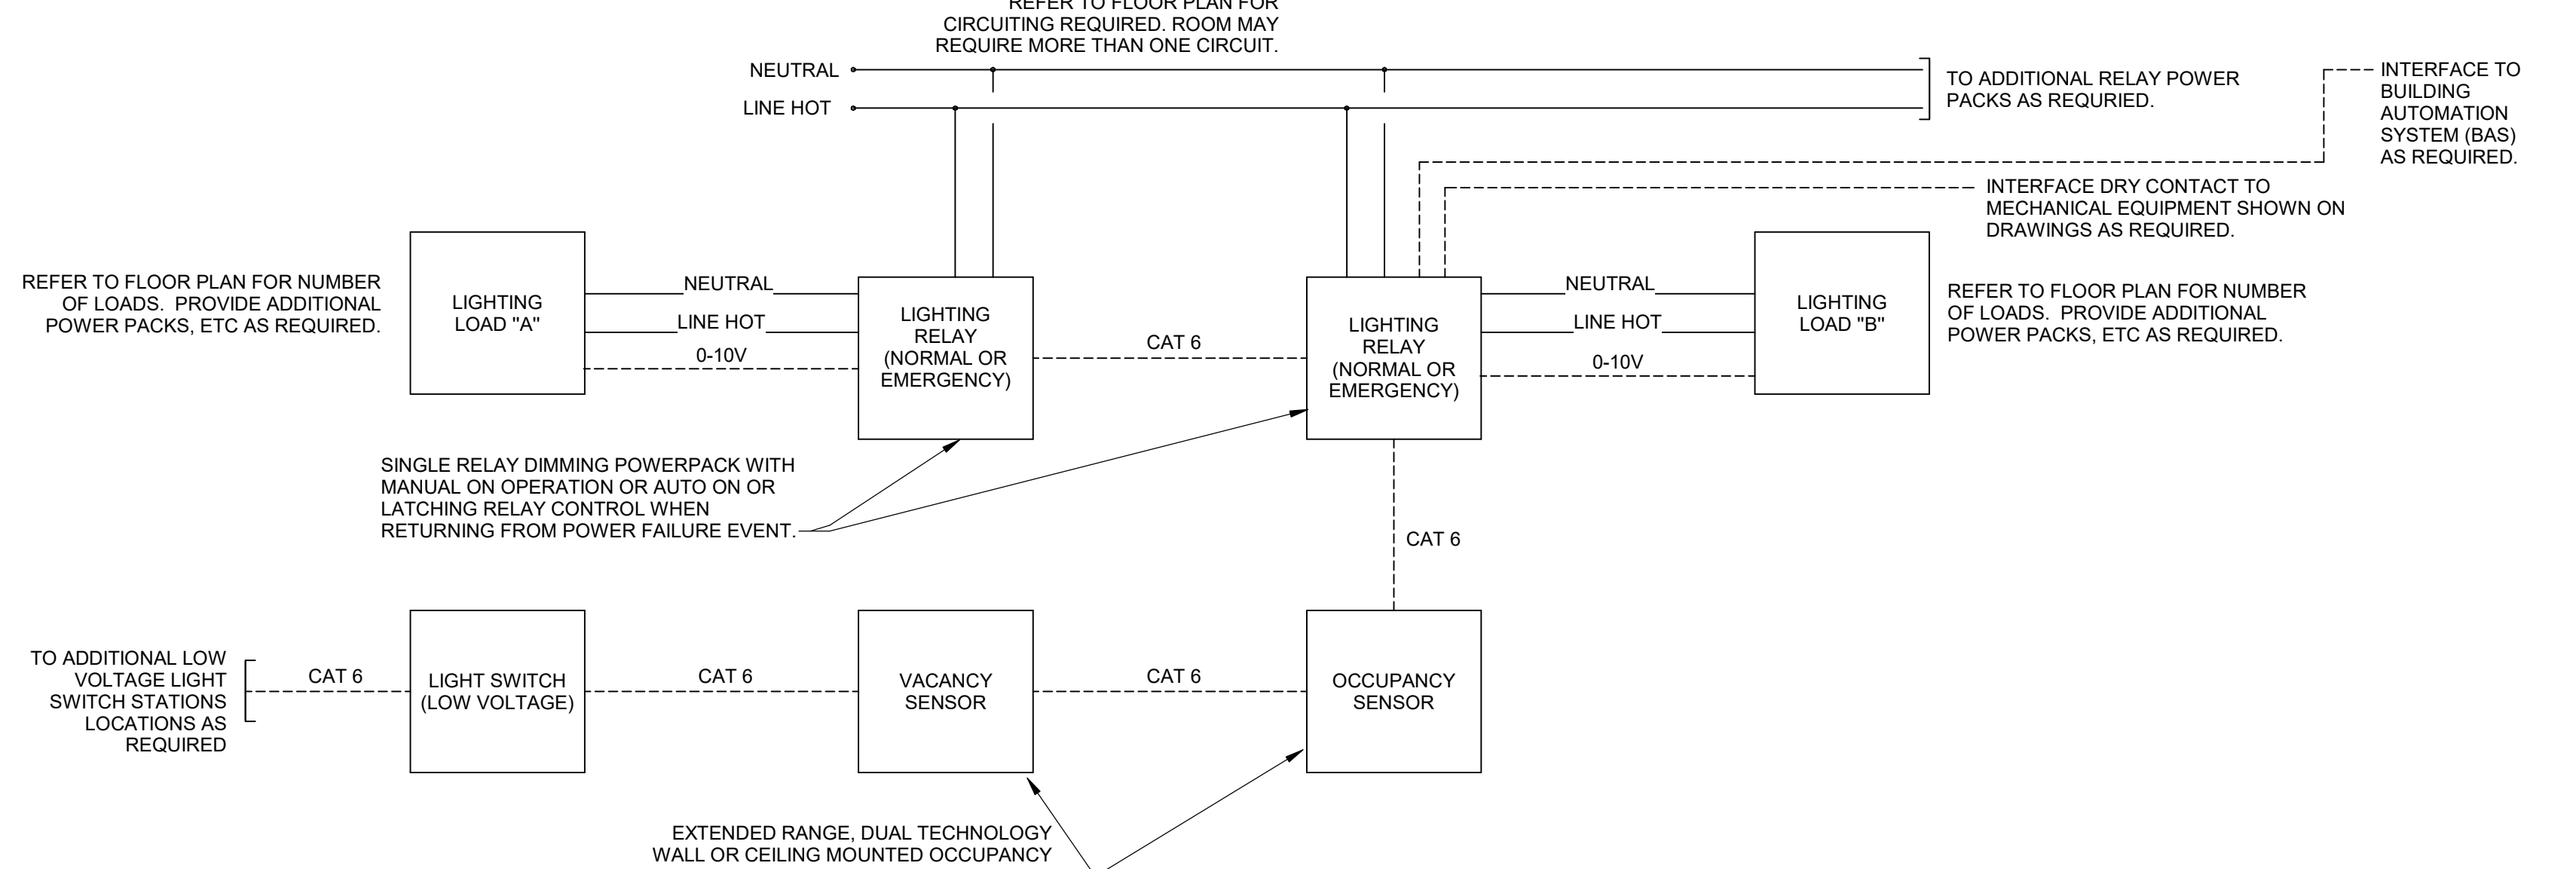 REFER TO FLOOR PLAN FOR
CIRCUITING REQUIRED. ROOM MAY
REQUIRE MORE THAN ONE CIRCUIT.
NEUTRAL
LINE HOT
TO ADDITIONAL RELAY POWER
PACKS AS REQURIED.
INTERFACE TO
BUILDING
AUTOMATION
SYSTEM (BAS)
AS REQUIRED.
INTERFACE DRY CONTACT TO
MECHANICAL EQUIPMENT SHOWN ON
DRAWINGS AS REQUIRED.
REFER TO FLOOR PLAN FOR NUMBER
OF LOADS. PROVIDE ADDITIONAL
POWER PACKS, ETC AS REQUIRED.
LIGHTING
LOAD "A"
NEUTRAL
LINE HOT
0-10V
LIGHTING
RELAY
(NORMAL OR
EMERGENCY)
CAT 6
LIGHTING
RELAY
(NORMAL OR
EMERGENCY)
NEUTRAL
LINE HOT
0-10V
LIGHTING
LOAD "B"
REFER TO FLOOR PLAN FOR NUMBER
OF LOADS. PROVIDE ADDITIONAL
POWER PACKS, ETC AS REQUIRED.
SINGLE RELAY DIMMING POWERPACK WITH
MANUAL ON OPERATION OR AUTO ON OR
LATCHING RELAY CONTROL WHEN
RETURNING FROM POWER FAILURE EVENT.
CAT 6
TO ADDITIONAL LOW
VOLTAGE LIGHT
SWITCH STATIONS
LOCATIONS AS
REQUIRED
CAT 6
LIGHT SWITCH
(LOW VOLTAGE)
CAT 6
VACANCY
SENSOR
CAT 6
OCCUPANCY
SENSOR
EXTENDED RANGE, DUAL TECHNOLOGY
WALL OR CEILING MOUNTED OCCUPANCY